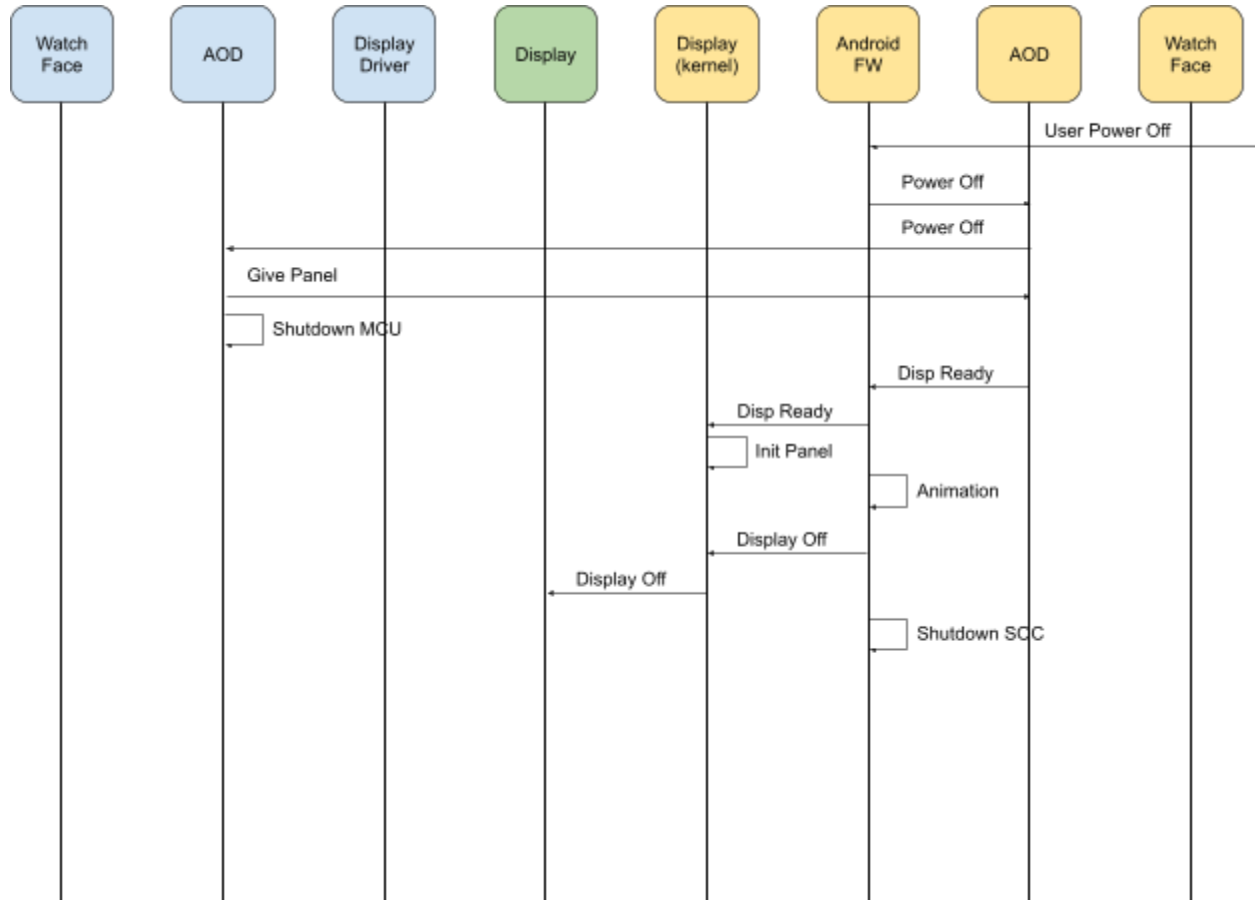 Watch
Face
AOD
Display
Driver
Display
Display
(kernel)
Android
FW
AOD
Watch
Face
User Power Off
Power Off
Power Off
Give Panel
Shutdown MCU
Disp Ready
Disp Ready
Init Panel
Animation
Display Off
Display Off
Shutdown SOC